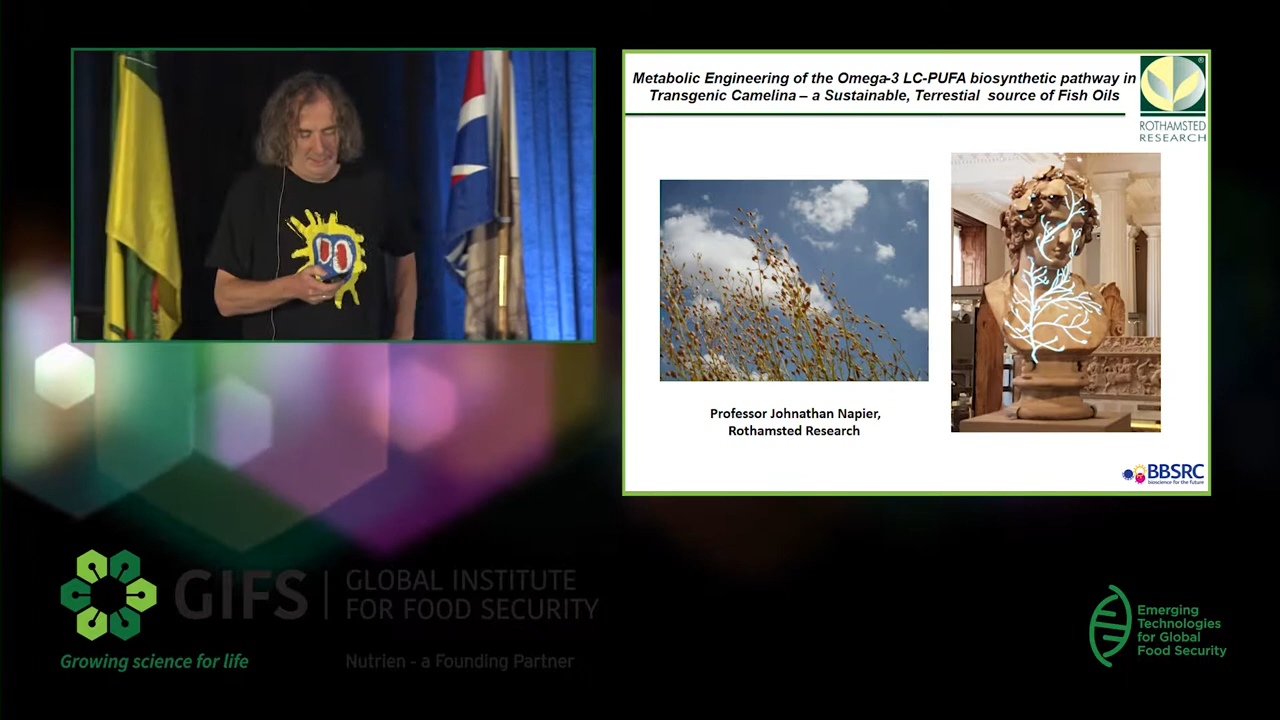 Metabolic Engineering of the Omega-3 LC-PUFA biosynthetic pathway in
Transgenic Camelina – a Sustainable, Terrestial source of Fish Oils
®
ROTHAMSTED
RESEARCH
Professor Johnathan Napier,
Rothamsted Research
BBSRC
bioscience for the future
GIFS
GLOBAL INSTITUTE
FOR FOOD SECURITY
Growing science for life
Nutrien - a Founding Partner
Emerging
Technologies
for Global
Food Security